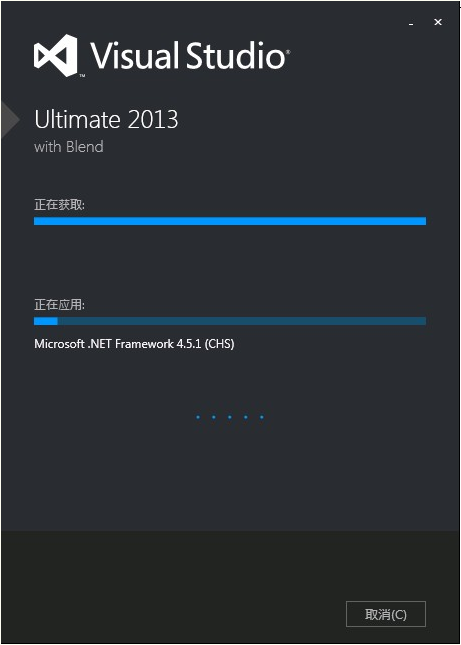 Visual Studio®
™
Ultimate 2013
with Blend
正在获取:
正在应用:
Microsoft .NET Framework 4.5.1 (CHS)
取消(C)